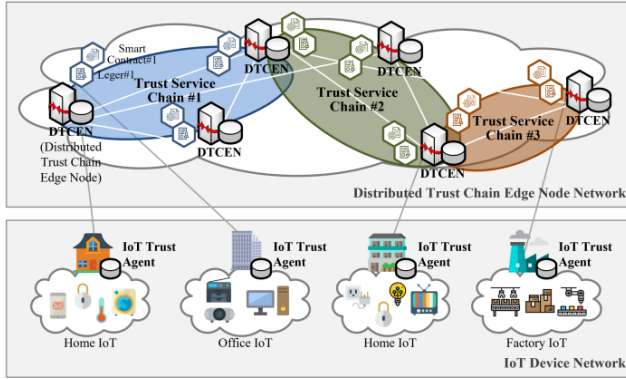 Smart
Contract#1
Leger#1
DTCEN
DTCEN
Trust Service
Chain #1
Trust Service
Chain #2
Trust Service
Chain #3
DTCEN
DTCEN
(Distributed
Trust Chain
Edge Node)
DTCEN
DTCEN
Distributed Trust Chain Edge Node Network
IoT Trust
Agent
IoT Trust
Agent
IoT Trust
Agent
IoT Trust
Agent
Home IoT
Office IoT
Home IoT
Factory IoT
IoT Device Network